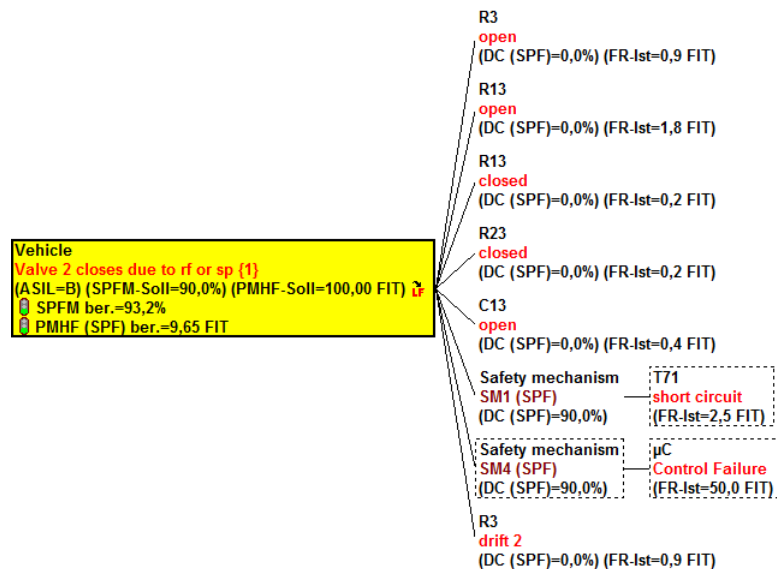 Vehicle
Valve 2 closes due to rf or sp {1}
(ASIL=B) (SPFM-Soll=90,0%) (PMHF-Soll=100,00 FIT) LF
SPFM ber.=93,2%
PMHF (SPF) ber.=9,65 FIT
R3
open
(DC (SPF)=0,0%) (FR-Ist=0,9 FIT)
R13
open
(DC (SPF)=0,0%) (FR-Ist=1,8 FIT)
R13
closed
(DC (SPF)=0,0%) (FR-Ist=0,2 FIT)
R23
closed
(DC (SPF)=0,0%) (FR-Ist=0,2 FIT)
C13
open
(DC (SPF)=0,0%) (FR-Ist=0,4 FIT)
Safety mechanism
SM1 (SPF)
(DC (SPF)=90,0%)
T71
short circuit
(FR-Ist=2,5 FIT)
Safety mechanism
SM4 (SPF)
(DC (SPF)=90,0%)
µC
Control Failure
(FR-Ist=50,0 FIT)
R3
drift 2
(DC (SPF)=0,0%) (FR-Ist=0,9 FIT)